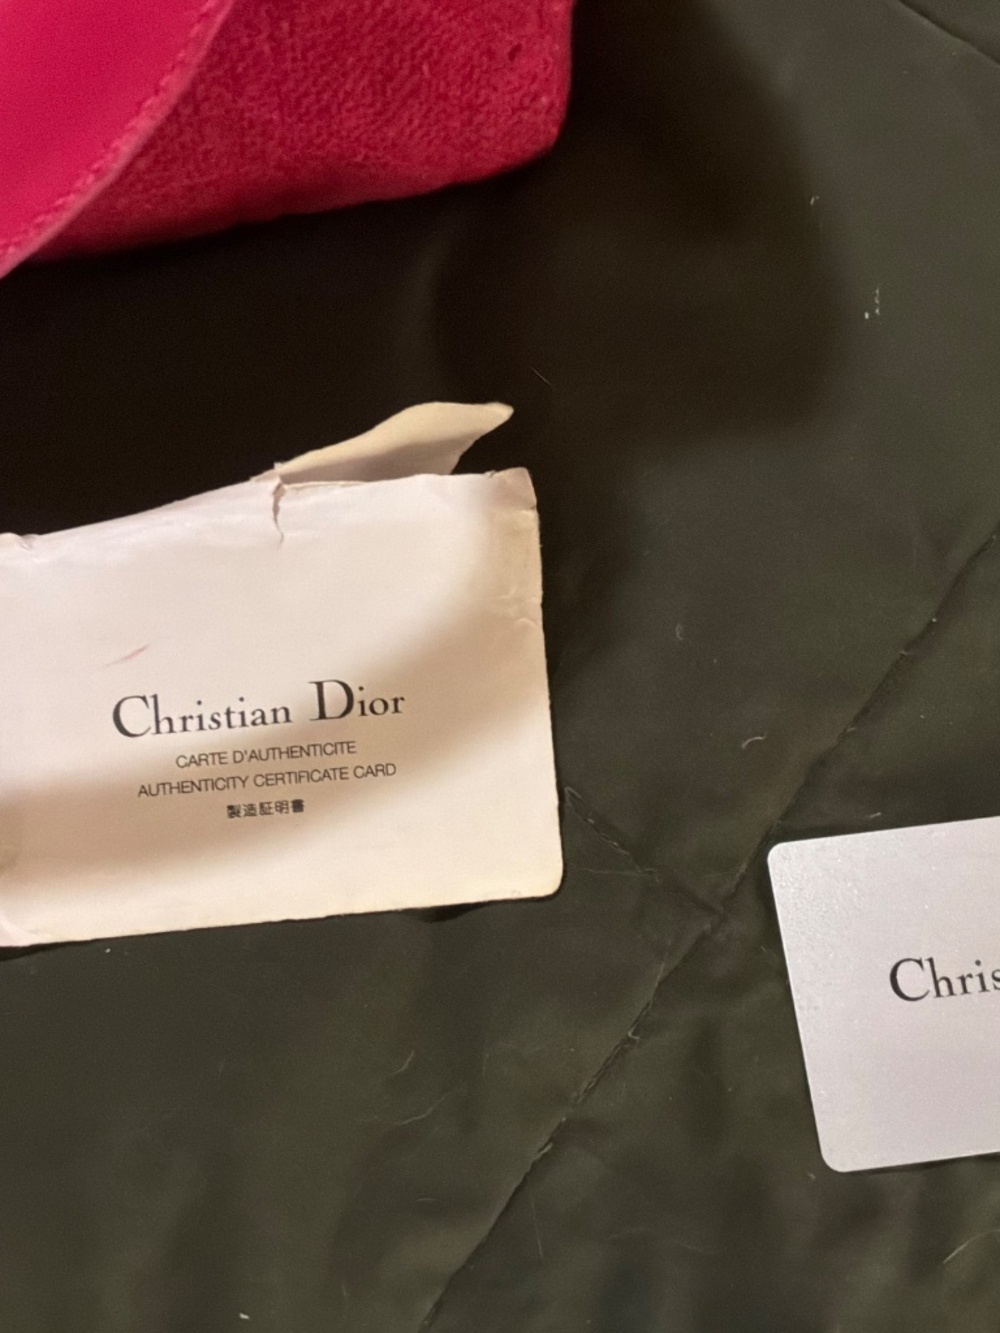 Christian Dior
CARTE D'AUTHENTICITE
AUTHENTICITY CERTIFICATE CARD
製造証明書
Chris